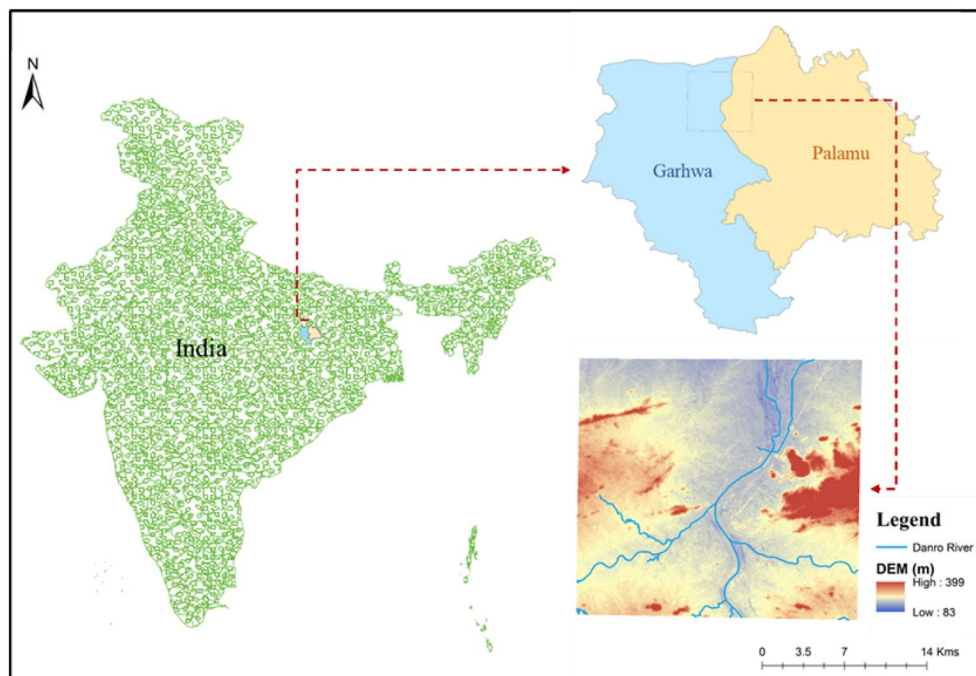 N
India
Garhwa
Palamu
Legend
Danro River
DEM (m)
High : 399
Low : 83
0 3.5 7 14 Kms